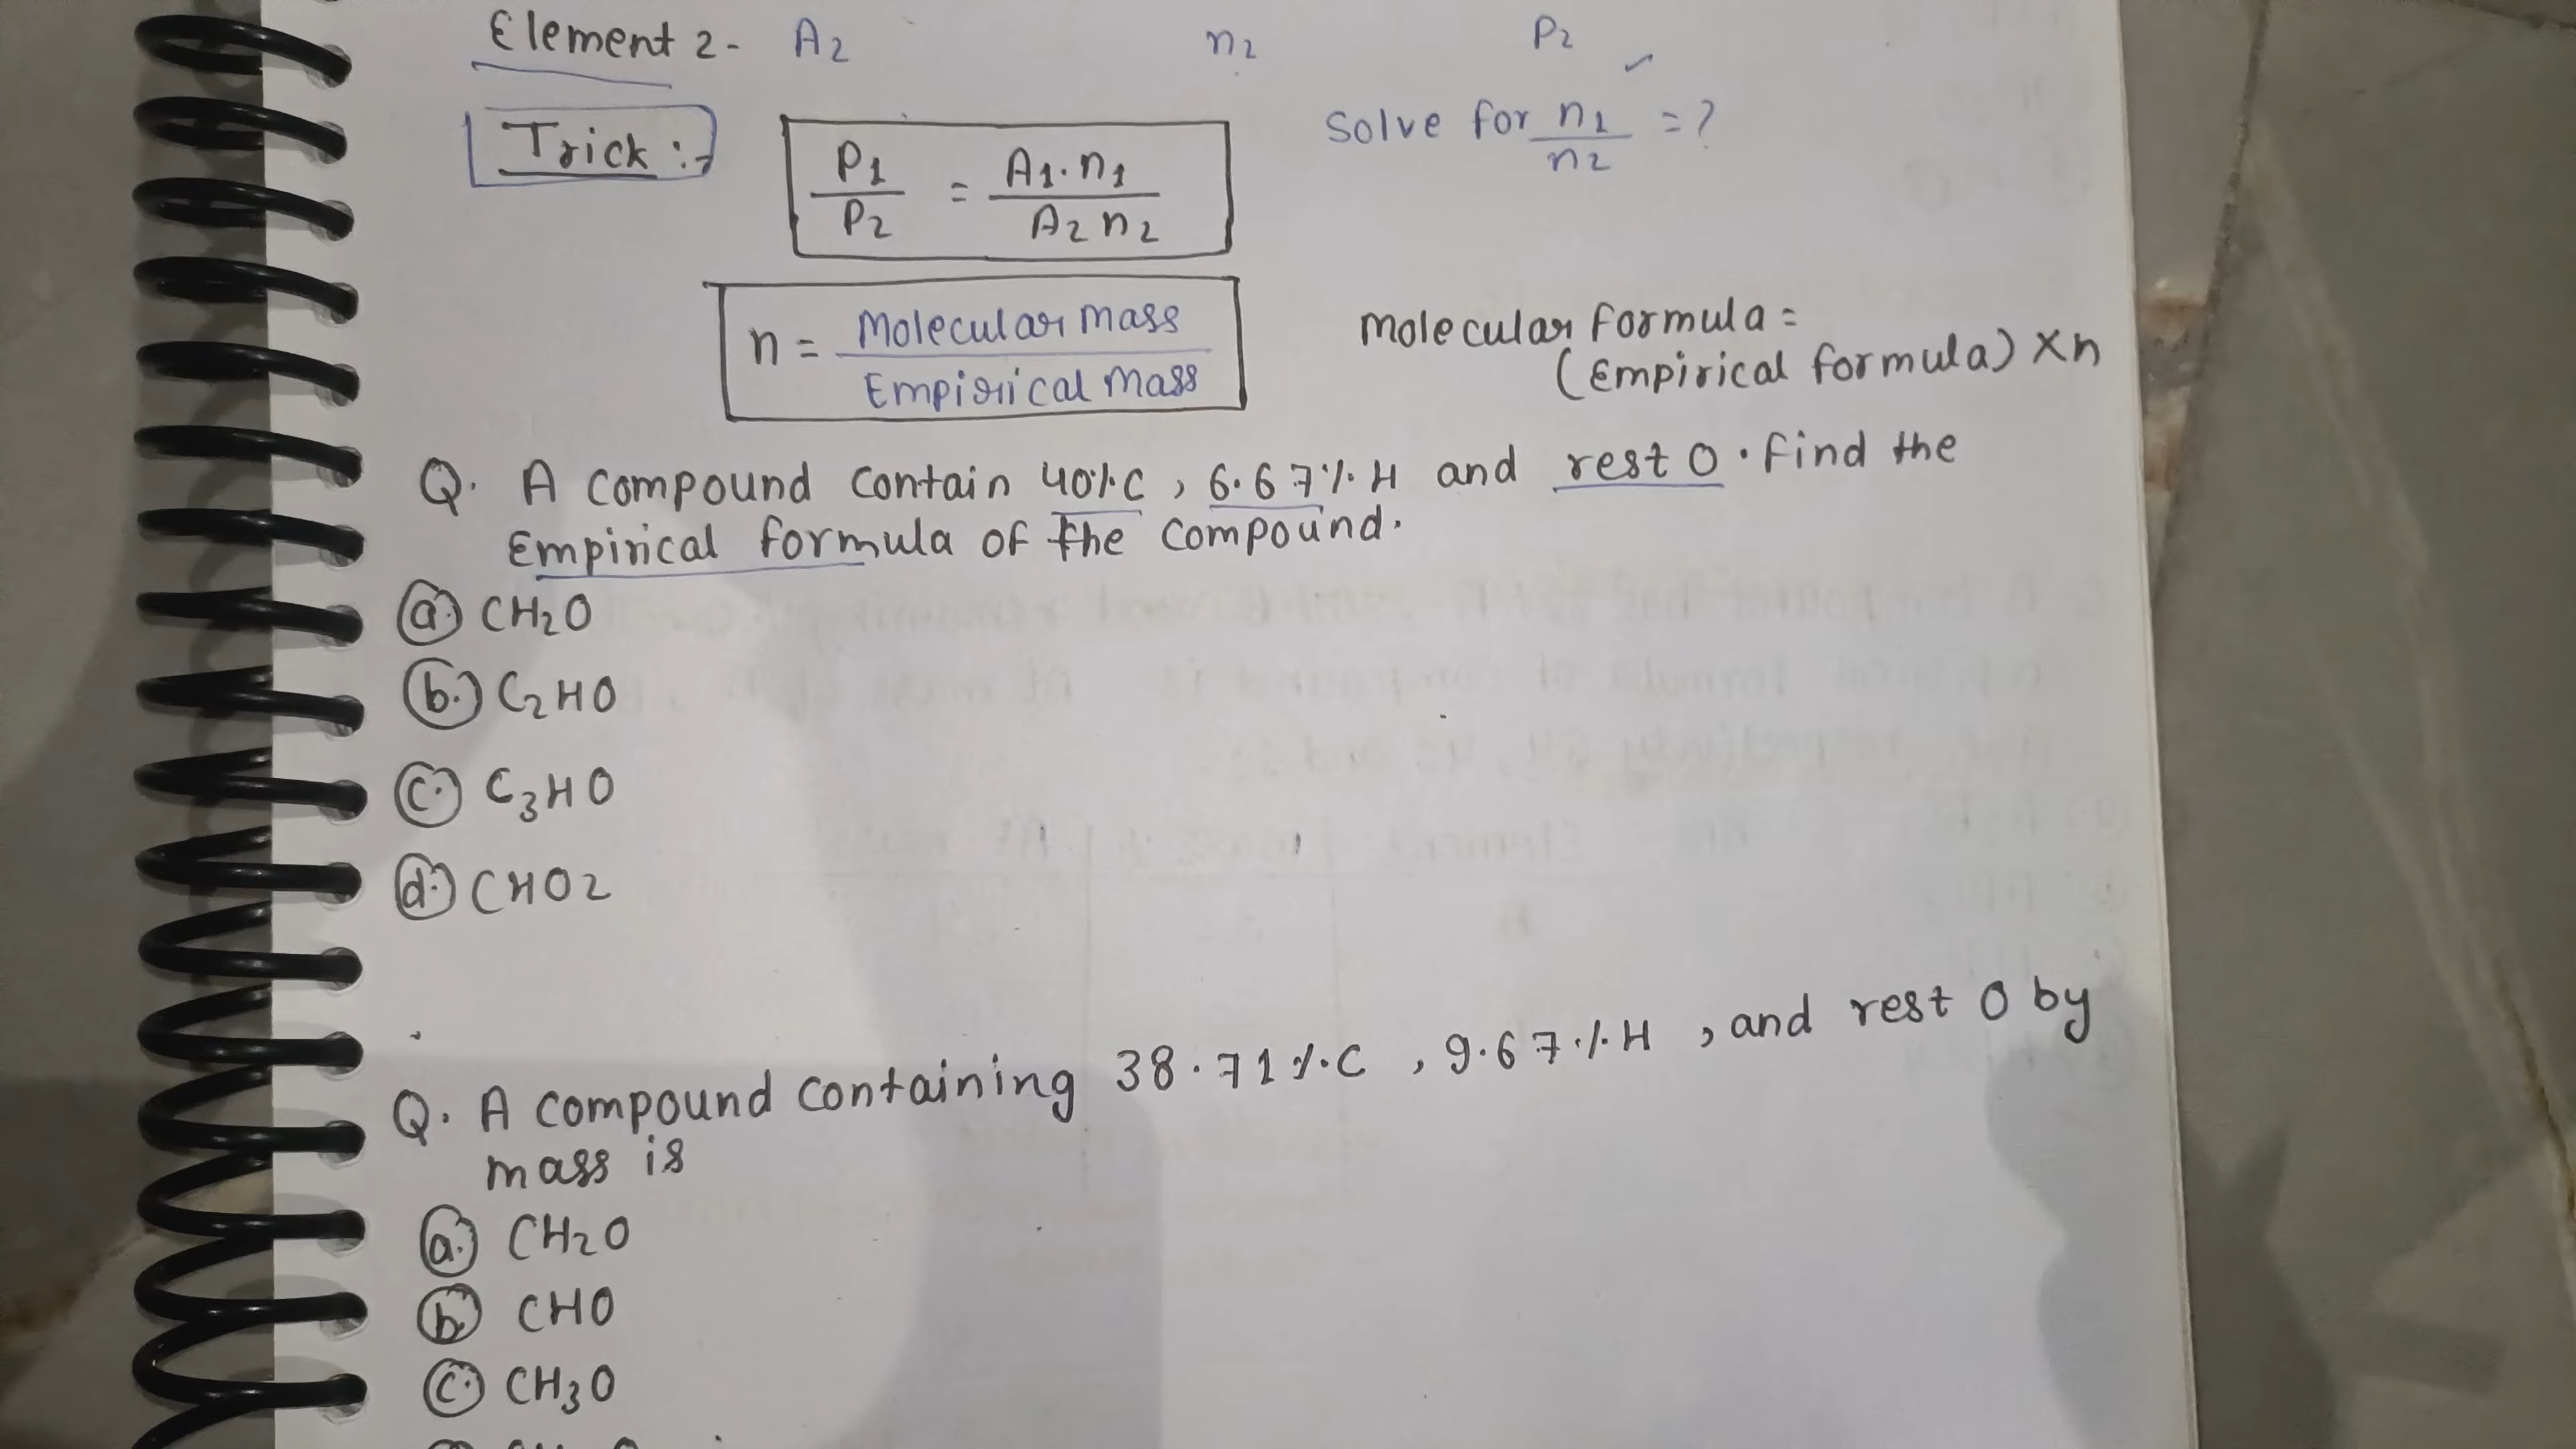 Element 2- A2 n2 P2
Trick :-
P1/P2 = A1.n1/A2 n2
Solve for n1/n2 = ?
n = Molecular mass/Empirical mass
Molecular Formula =
(Empirical formula) × n
Q. A compound contain 40% C, 6.67% H and rest O. Find the
Empirical formula of the compound.
(a.) CH2O
(b.) C2HO
(c.) C3HO
(d.) CHO2
Q. A compound containing 38.71% C, 9.67% H, and rest O by
mass is
(a.) CH2O
(b.) CHO
(c.) CH3O